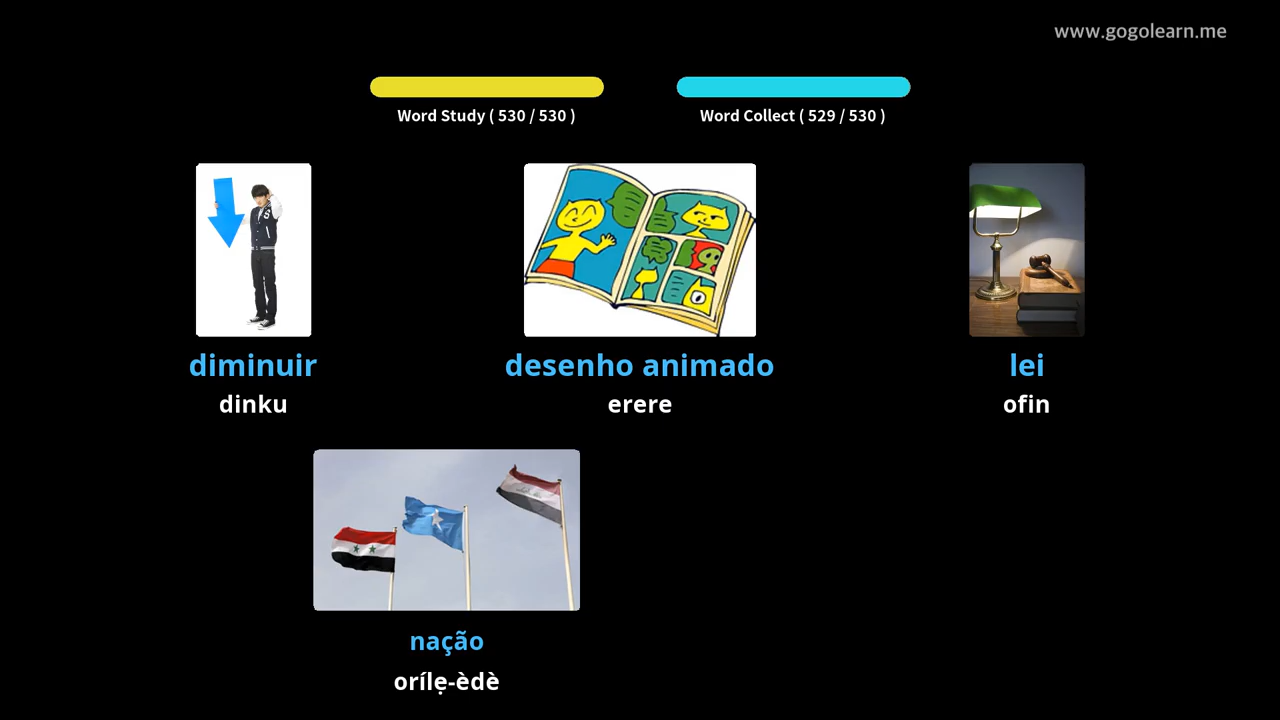 www.gogolearn.me
Word Study ( 530 / 530 )
Word Collect ( 529 / 530 )
diminuir
dinku
desenho animado
erere
lei
ofin
nação
orílẹ-èdè